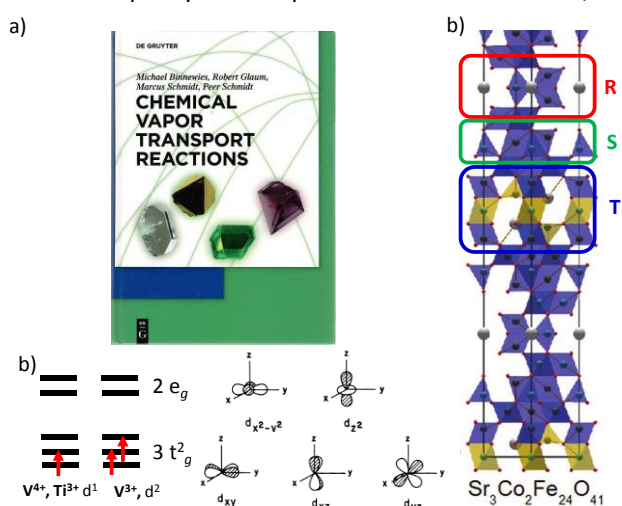 a)
DE GRUYTER
Michael Binnewies, Robert Glaum,
Marcus Schmidt, Peer Schmidt
CHEMICAL
VAPOR
TRANSPORT
REACTIONS
DE
G
b)
R
S
T
Sr3Co2Fe24O41
b)
2 eg
3 t2g
V4+, Ti3+ d1
V3+, d2
z
x
y
dx2-y2
z
x
y
dz2
z
x
y
dxy
z
x
y
z
x
y